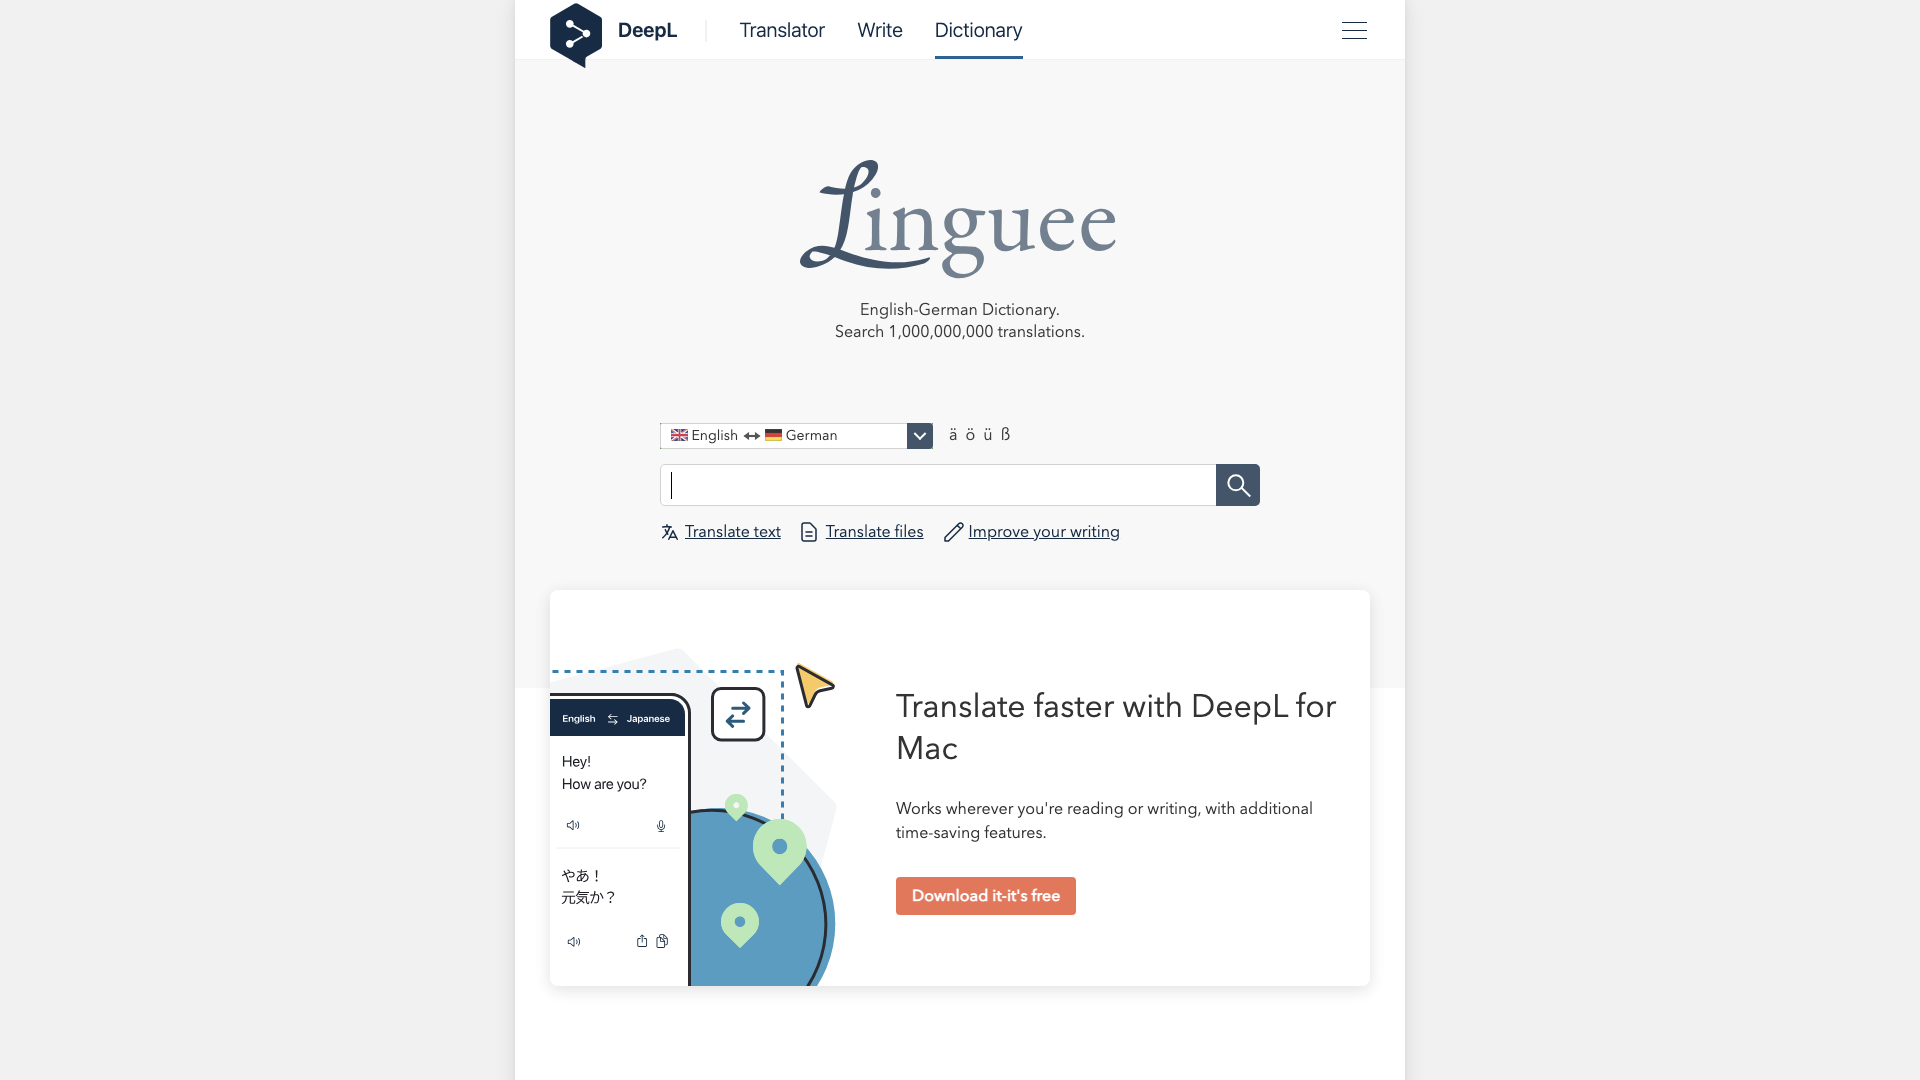 DeepL
Translator Write Dictionary
Linguee
English-German Dictionary.
Search 1,000,000,000 translations.
English German ä ö ü ß
Translate text Translate files Improve your writing
English Japanese
Hey!
How are you?
やあ！
元気か？
Translate faster with DeepL for
Mac
Works wherever you're reading or writing, with additional
time-saving features.
Download it-it's free